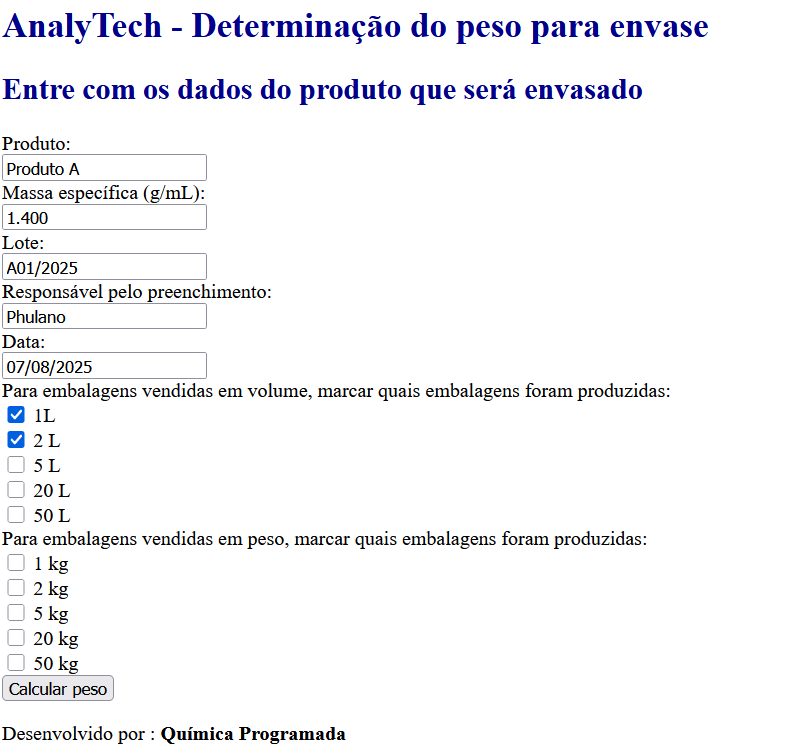 AnalyTech - Determinação do peso para envase
Entre com os dados do produto que será envasado
Produto:
Produto A
Massa específica (g/mL):
1.400
Lote:
A01/2025
Responsável pelo preenchimento:
Phulano
Data:
07/08/2025
Para embalagens vendidas em volume, marcar quais embalagens foram produzidas:
1L
2 L
5 L
20 L
50 L
Para embalagens vendidas em peso, marcar quais embalagens foram produzidas:
1 kg
2 kg
5 kg
20 kg
50 kg
Calcular peso
Desenvolvido por : Química Programada